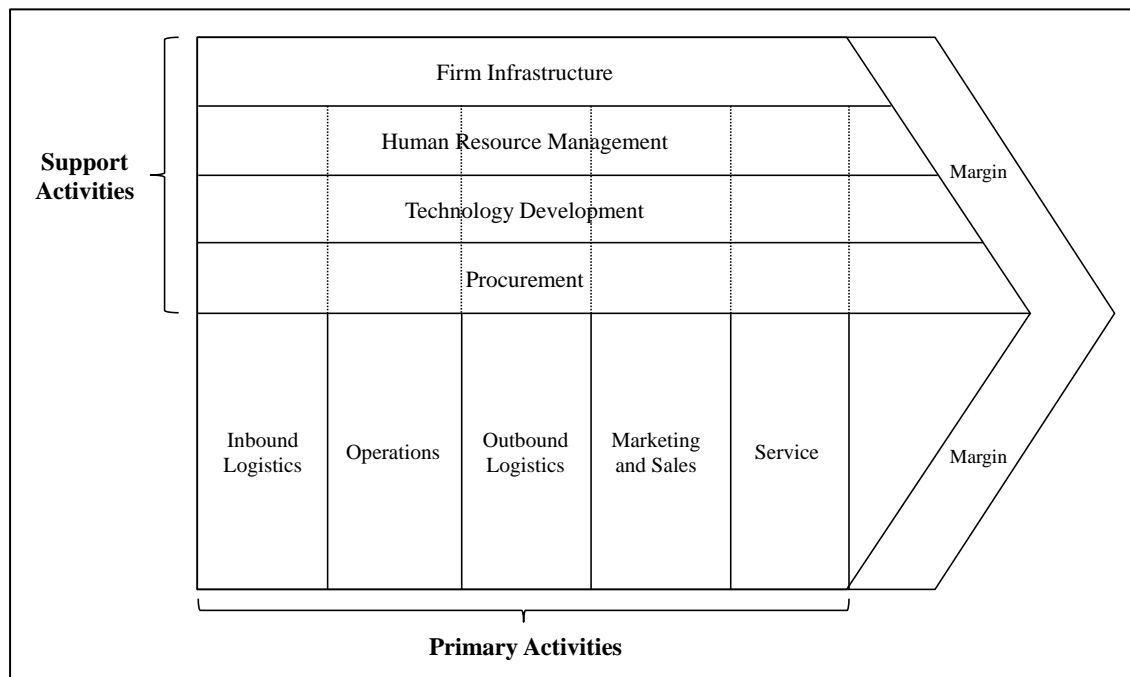 Firm Infrastructure
Human Resource Management
Support
Activities
Technology Development
Procurement
Margin
Inbound
Logistics
Operations
Outbound
Logistics
Marketing
and Sales
Service
Margin
Primary Activities